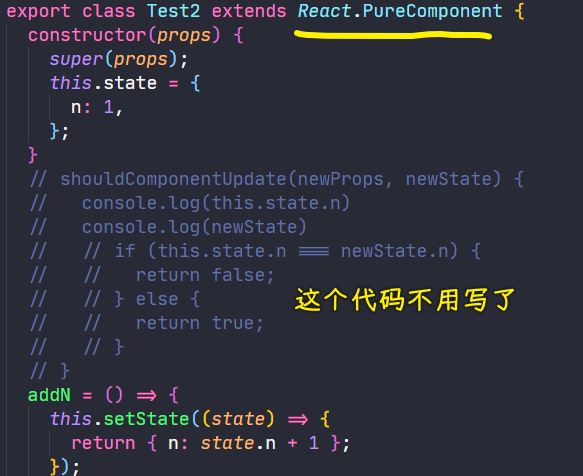 export class Test2 extends React.PureComponent {
  constructor(props) {
    super(props);
    this.state = {
      n: 1,
    };
  }
  // shouldComponentUpdate(newProps, newState) {
  //   console.log(this.state.n)
  //   console.log(newState)
  //   // if (this.state.n === newState.n) {
  //   //   return false;
  //   // } else {
  //   //   return true;
  //   // }
  // }
这个代码不用写了
  addN = () => {
    this.setState((state) => {
      return { n: state.n + 1 };
    });